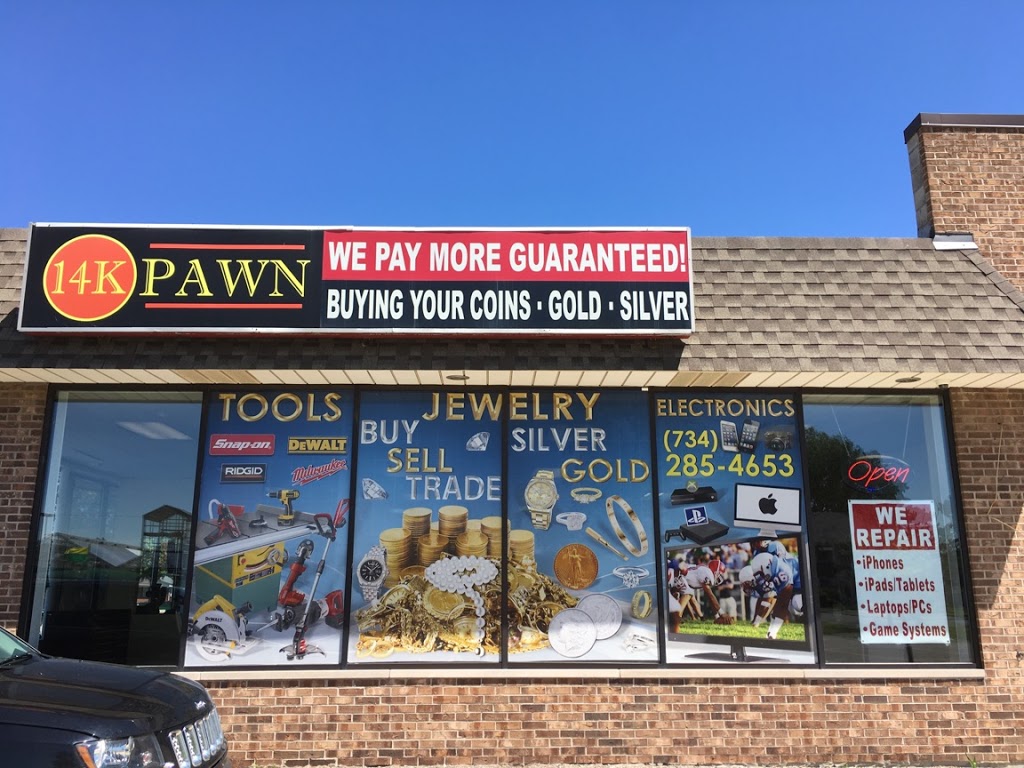 14K PAWN
WE PAY MORE GUARANTEED!
BUYING YOUR COINS · GOLD · SILVER
TOOLS
Snap-on
DEWALT
RIDGID
Milwaukee
JEWELRY
BUY
SELL
TRADE
SILVER
GOLD
ELECTRONICS
(734)
285-4653
Open
WE
REPAIR
•iPhones
•iPads/Tablets
•Laptops/PCs
•Game Systems
DEWALT